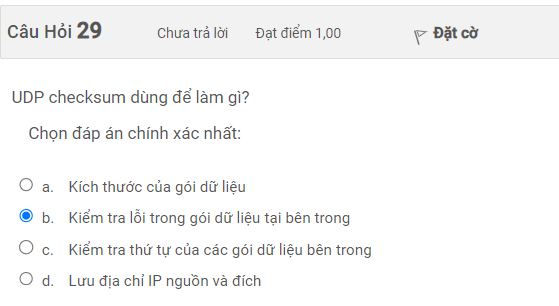 Câu Hỏi 29 Chưa trả lời Đạt điểm 1,00 Đặt cờ
UDP checksum dùng để làm gì?
Chọn đáp án chính xác nhất:
a. Kích thước của gói dữ liệu
b. Kiểm tra lỗi trong gói dữ liệu tại bên trong
c. Kiểm tra thứ tự của các gói dữ liệu bên trong
d. Lưu địa chỉ IP nguồn và đích